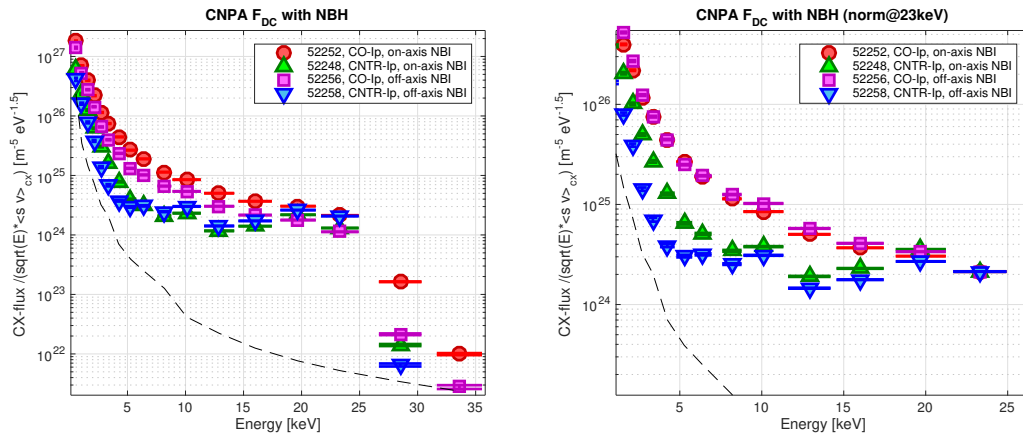 CNPA F_DC with NBH
CX-flux /(sqrt(E)*<s v>_cx) [m^-5 eV^-1.5]
10^27
10^26
10^25
10^24
10^23
10^22
52252, CO-Ip, on-axis NBI
52248, CNTR-Ip, on-axis NBI
52256, CO-Ip, off-axis NBI
52258, CNTR-Ip, off-axis NBI
5 10 15 20 25 30 35
Energy [keV]
CNPA F_DC with NBH (norm@23keV)
CX-flux /(sqrt(E)*<s v>_cx) [m^-5 eV^-1.5]
10^26
10^25
10^24
52252, CO-Ip, on-axis NBI
52248, CNTR-Ip, on-axis NBI
52256, CO-Ip, off-axis NBI
52258, CNTR-Ip, off-axis NBI
5 10 15 20 25 30
Energy [keV]